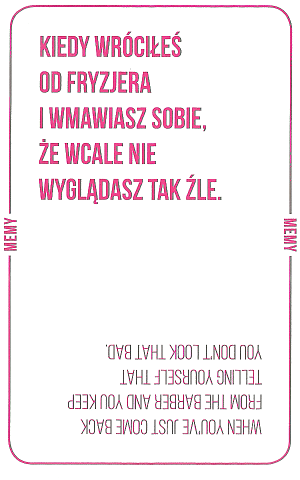 KIEDY WRÓCIŁEŚ
OD FRYZJERA
I WMAWIASZ SOBIE,
ŻE WCALE NIE
WYGLĄDASZ TAK ŹLE.
MEMY
MEMY
WHEN YOU'VE JUST COME BACK
FROM THE BARBER AND YOU KEEP
TELLING YOURSELF THAT
YOU DON'T LOOK THAT BAD.